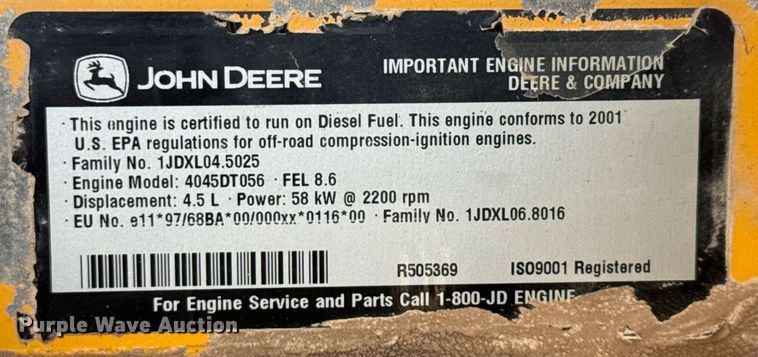 JOHN DEERE
IMPORTANT ENGINE INFORMATION
DEERE & COMPANY
· This engine is certified to run on Diesel Fuel. This engine conforms to 2001
U.S. EPA regulations for off-road compression-ignition engines.
· Family No. 1JDXL04.5025
· Engine Model: 4045DT056 · FEL 8.6
· Displacement: 4.5 L · Power: 58 kW @ 2200 rpm
· EU No. e11*97/68BA*00/000xx*0116*00 · Family No. 1JDXL06.8016
R505369 ISO9001 Registered
For Engine Service and Parts Call 1-800-JD ENGINE
Purple Wave Auction